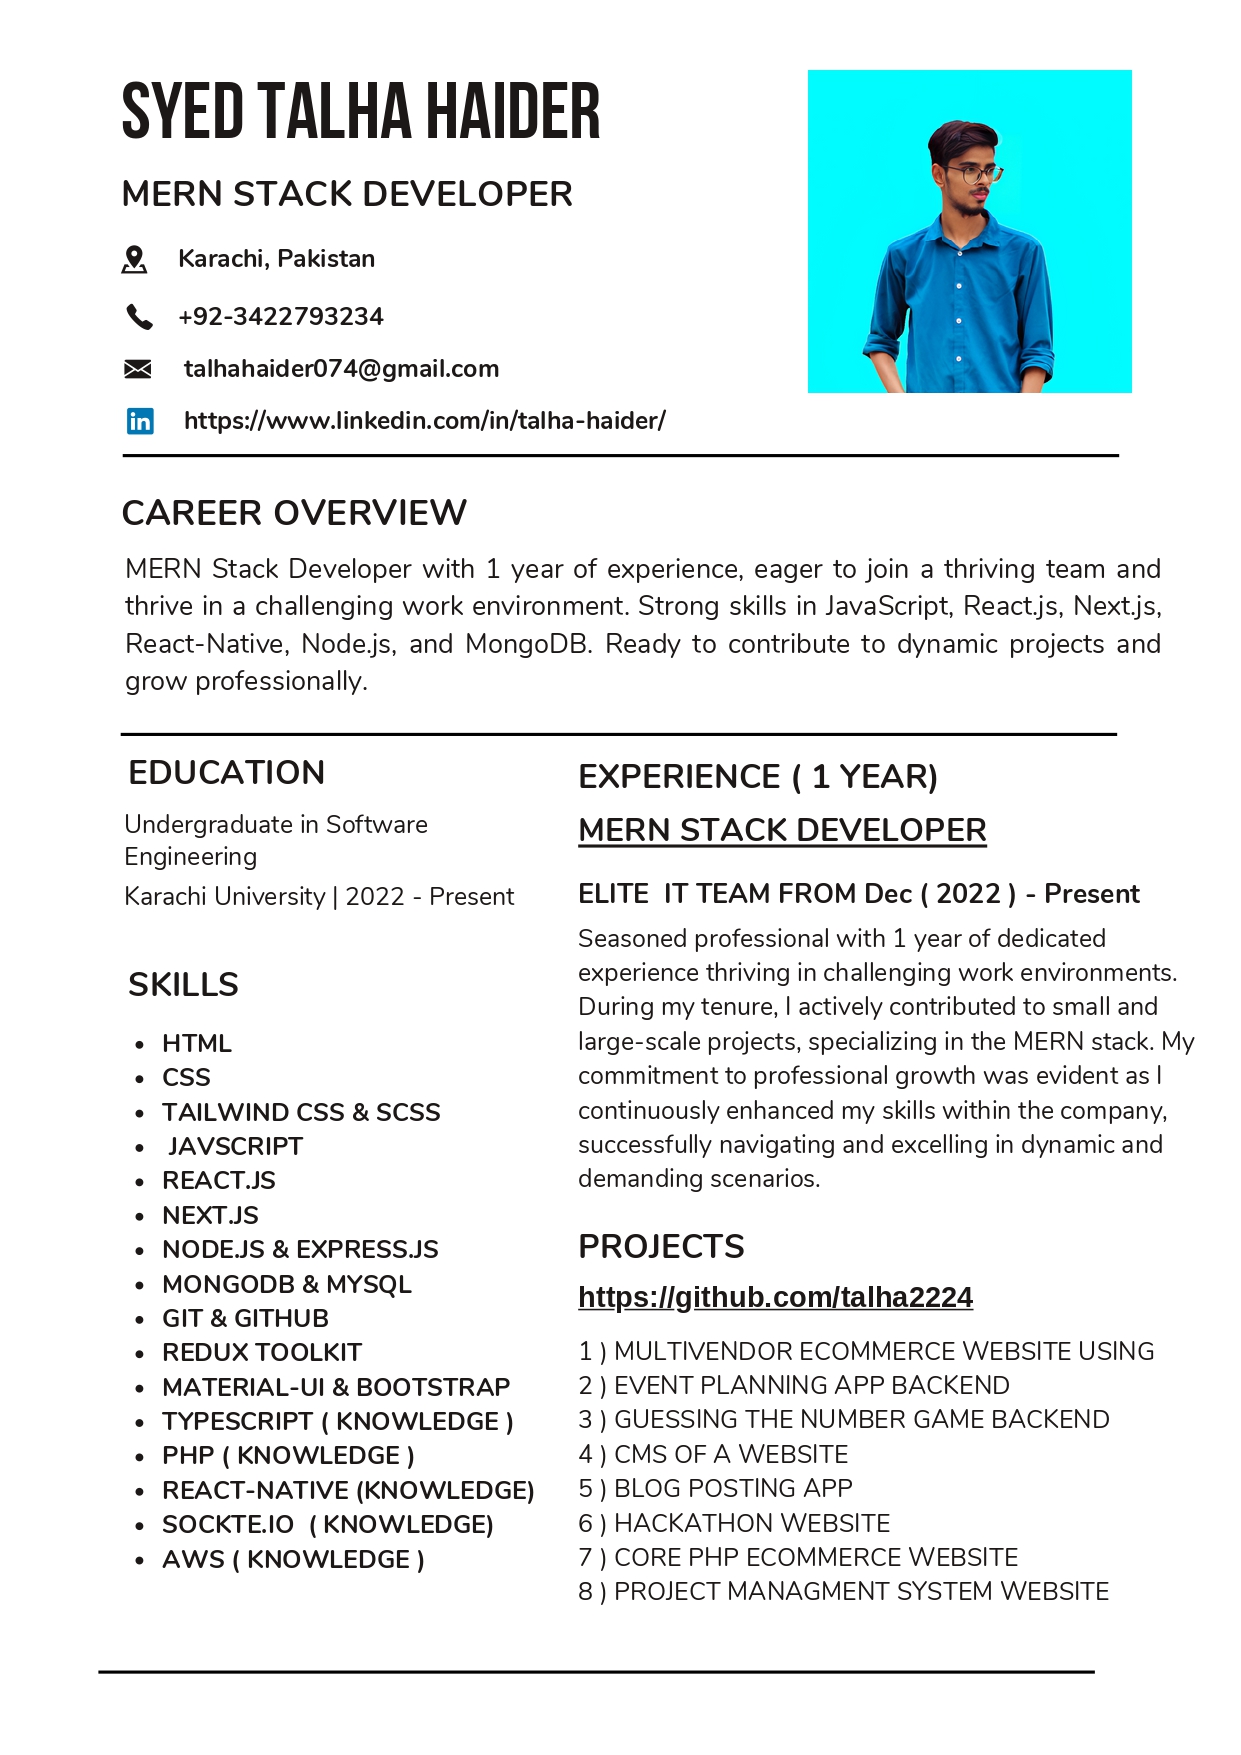 SYED TALHA HAIDER
MERN STACK DEVELOPER
Karachi, Pakistan
+92-3422793234
talhahaider074@gmail.com
in https://www.linkedin.com/in/talha-haider/
CAREER OVERVIEW
MERN Stack Developer with 1 year of experience, eager to join a thriving team and
thrive in a challenging work environment. Strong skills in JavaScript, React.js, Next.js,
React-Native, Node.js, and MongoDB. Ready to contribute to dynamic projects and
grow professionally.
EDUCATION
Undergraduate in Software
Engineering
Karachi University | 2022 - Present
SKILLS
• HTML
• CSS
• TAILWIND CSS & SCSS
• JAVSCRIPT
• REACT.JS
• NEXT.JS
• NODE.JS & EXPRESS.JS
• MONGODB & MYSQL
• GIT & GITHUB
• REDUX TOOLKIT
• MATERIAL-UI & BOOTSTRAP
• TYPESCRIPT ( KNOWLEDGE )
• PHP ( KNOWLEDGE )
• REACT-NATIVE (KNOWLEDGE)
• SOCKTE.IO ( KNOWLEDGE)
• AWS ( KNOWLEDGE )
EXPERIENCE ( 1 YEAR)
MERN STACK DEVELOPER
ELITE IT TEAM FROM Dec ( 2022 ) - Present
Seasoned professional with 1 year of dedicated
experience thriving in challenging work environments.
During my tenure, I actively contributed to small and
large-scale projects, specializing in the MERN stack. My
commitment to professional growth was evident as I
continuously enhanced my skills within the company,
successfully navigating and excelling in dynamic and
demanding scenarios.
PROJECTS
https://github.com/talha2224
1 ) MULTIVENDOR ECOMMERCE WEBSITE USING
2 ) EVENT PLANNING APP BACKEND
3 ) GUESSING THE NUMBER GAME BACKEND
4 ) CMS OF A WEBSITE
5 ) BLOG POSTING APP
6 ) HACKATHON WEBSITE
7 ) CORE PHP ECOMMERCE WEBSITE
8 ) PROJECT MANAGMENT SYSTEM WEBSITE